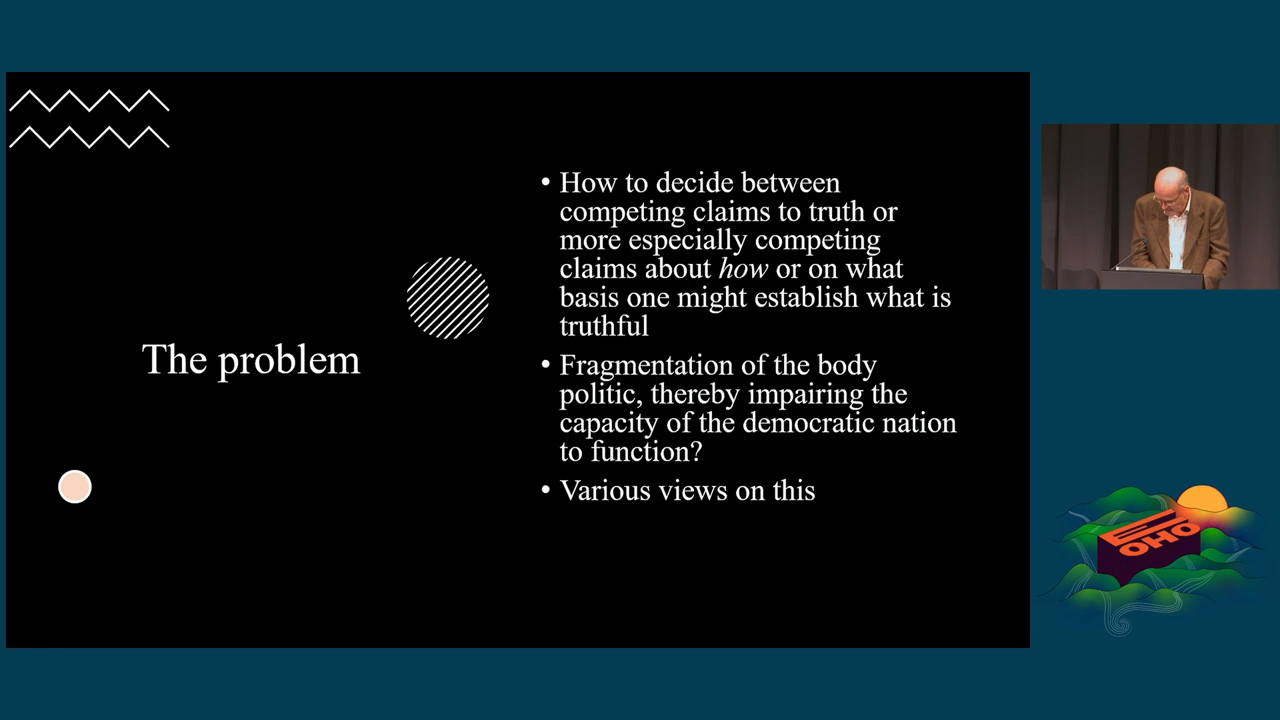 The problem
• How to decide between
competing claims to truth or
more especially competing
claims about how or on what
basis one might establish what is
truthful
• Fragmentation of the body
politic, thereby impairing the
capacity of the democratic nation
to function?
• Various views on this
OHO